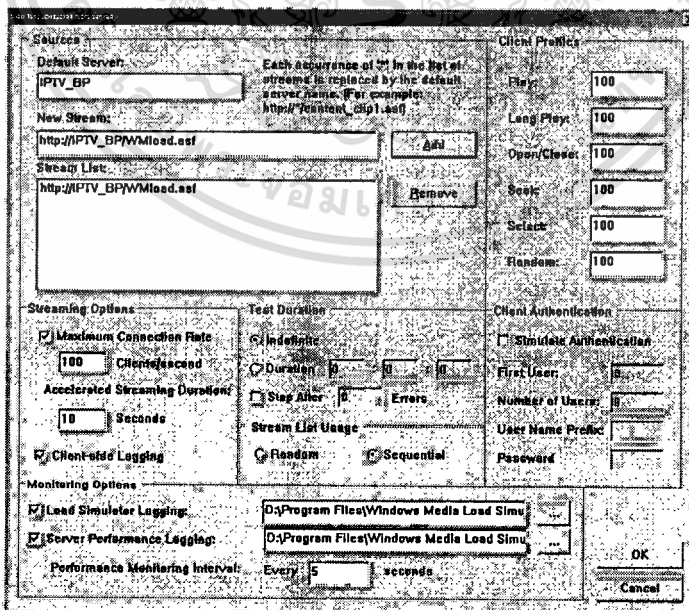 Sources
Default Server:
IPTV_BP
Each occurrance of "*" in the list of
streams is replaced by the default
server name. (For example:
http://*/content_clip1.asf)
New Stream:
http://IPTV_BP/WMload.asf
Add
Stream List:
http://IPTV_BP/WMload.asf
Remove
Client Profiles
Play: 100
Long Play: 100
Open/Close: 100
Seek: 100
Select: 100
Random: 100
Streaming Options
Maximum Connection Rate
100 Clients/second
Accelerated Streaming Duration:
10 Seconds
Client-side Logging
Test Duration
Indefinite
Duration 0 : 0 : 0
Stop After 0 Errors
Stream List Usage
Random Sequential
Client Authentication
Simulate Authentication
First User: 0
Number of Users: 0
User Name Prefix
Password
Monitoring Options
Load Simulator Logging: D:\Program Files\Windows Media Load Simu ...
Server Performance Logging: D:\Program Files\Windows Media Load Simu ...
Performance Monitoring Interval: Every 5 seconds
OK
Cancel